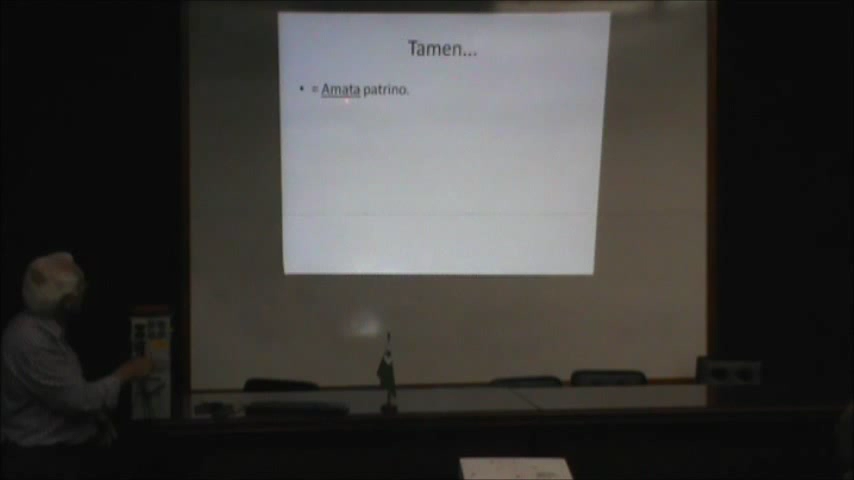 Tamen...
• = Amata patrino.